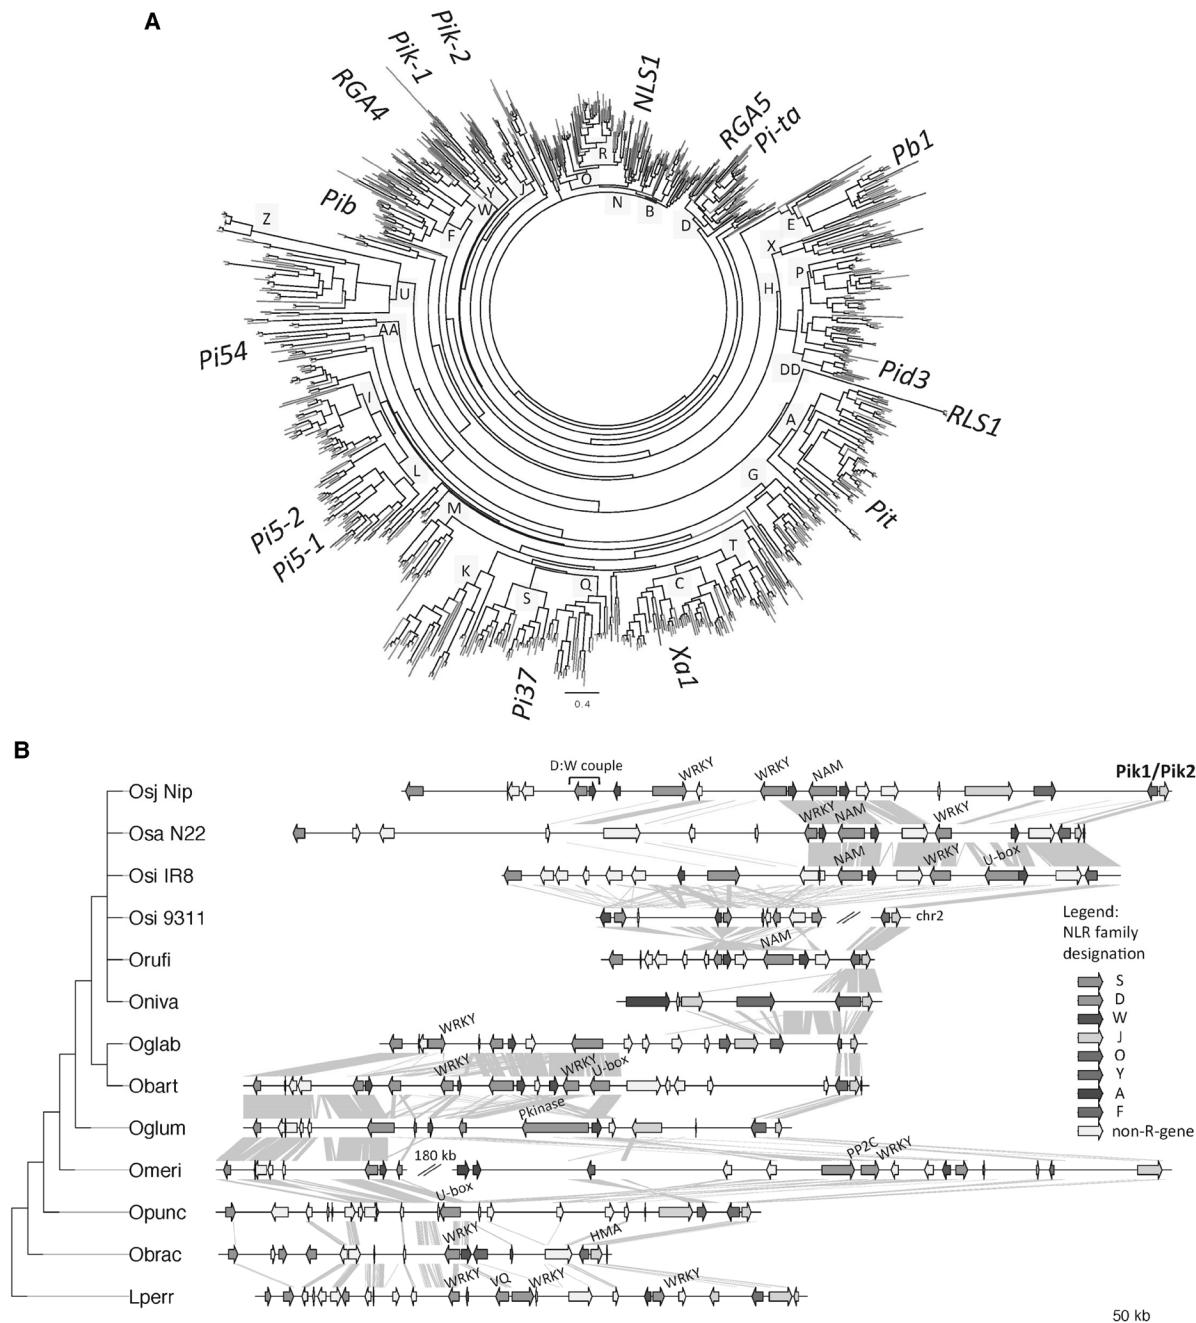 A
Pik-2
Pik-1
RGA4
NLS1
RGA5
Pi-ta
Pb1
Pib
Z
R
O
J
Y
W
F
N
B
D
E
X
P
H
U
AA
Pi54
DD
Pid3
RLS1
I
A
L
G
M
Pit
Pi5-2
Pi5-1
K
S
Q
C
T
Pi37
Xa1
0.4
B
D:W couple
WRKY
WRKY
NAM
Pik1/Pik2
Osj Nip
WRKY
NAM
WRKY
Osa N22
NAM
WRKY
U-box
Osi IR8
Osi 9311
chr2
Legend:
NLR family
designation
S
D
W
J
O
Y
A
F
non-R-gene
NAM
Orufi
Oniva
WRKY
Oglab
WRKY
WRKY
U-box
Obart
Pkinase
Oglum
180 kb
PP2C
WRKY
Omeri
U-box
Opunc
WRKY
HMA
Obrac
WRKY
VQ
WRKY
WRKY
Lperr
50 kb